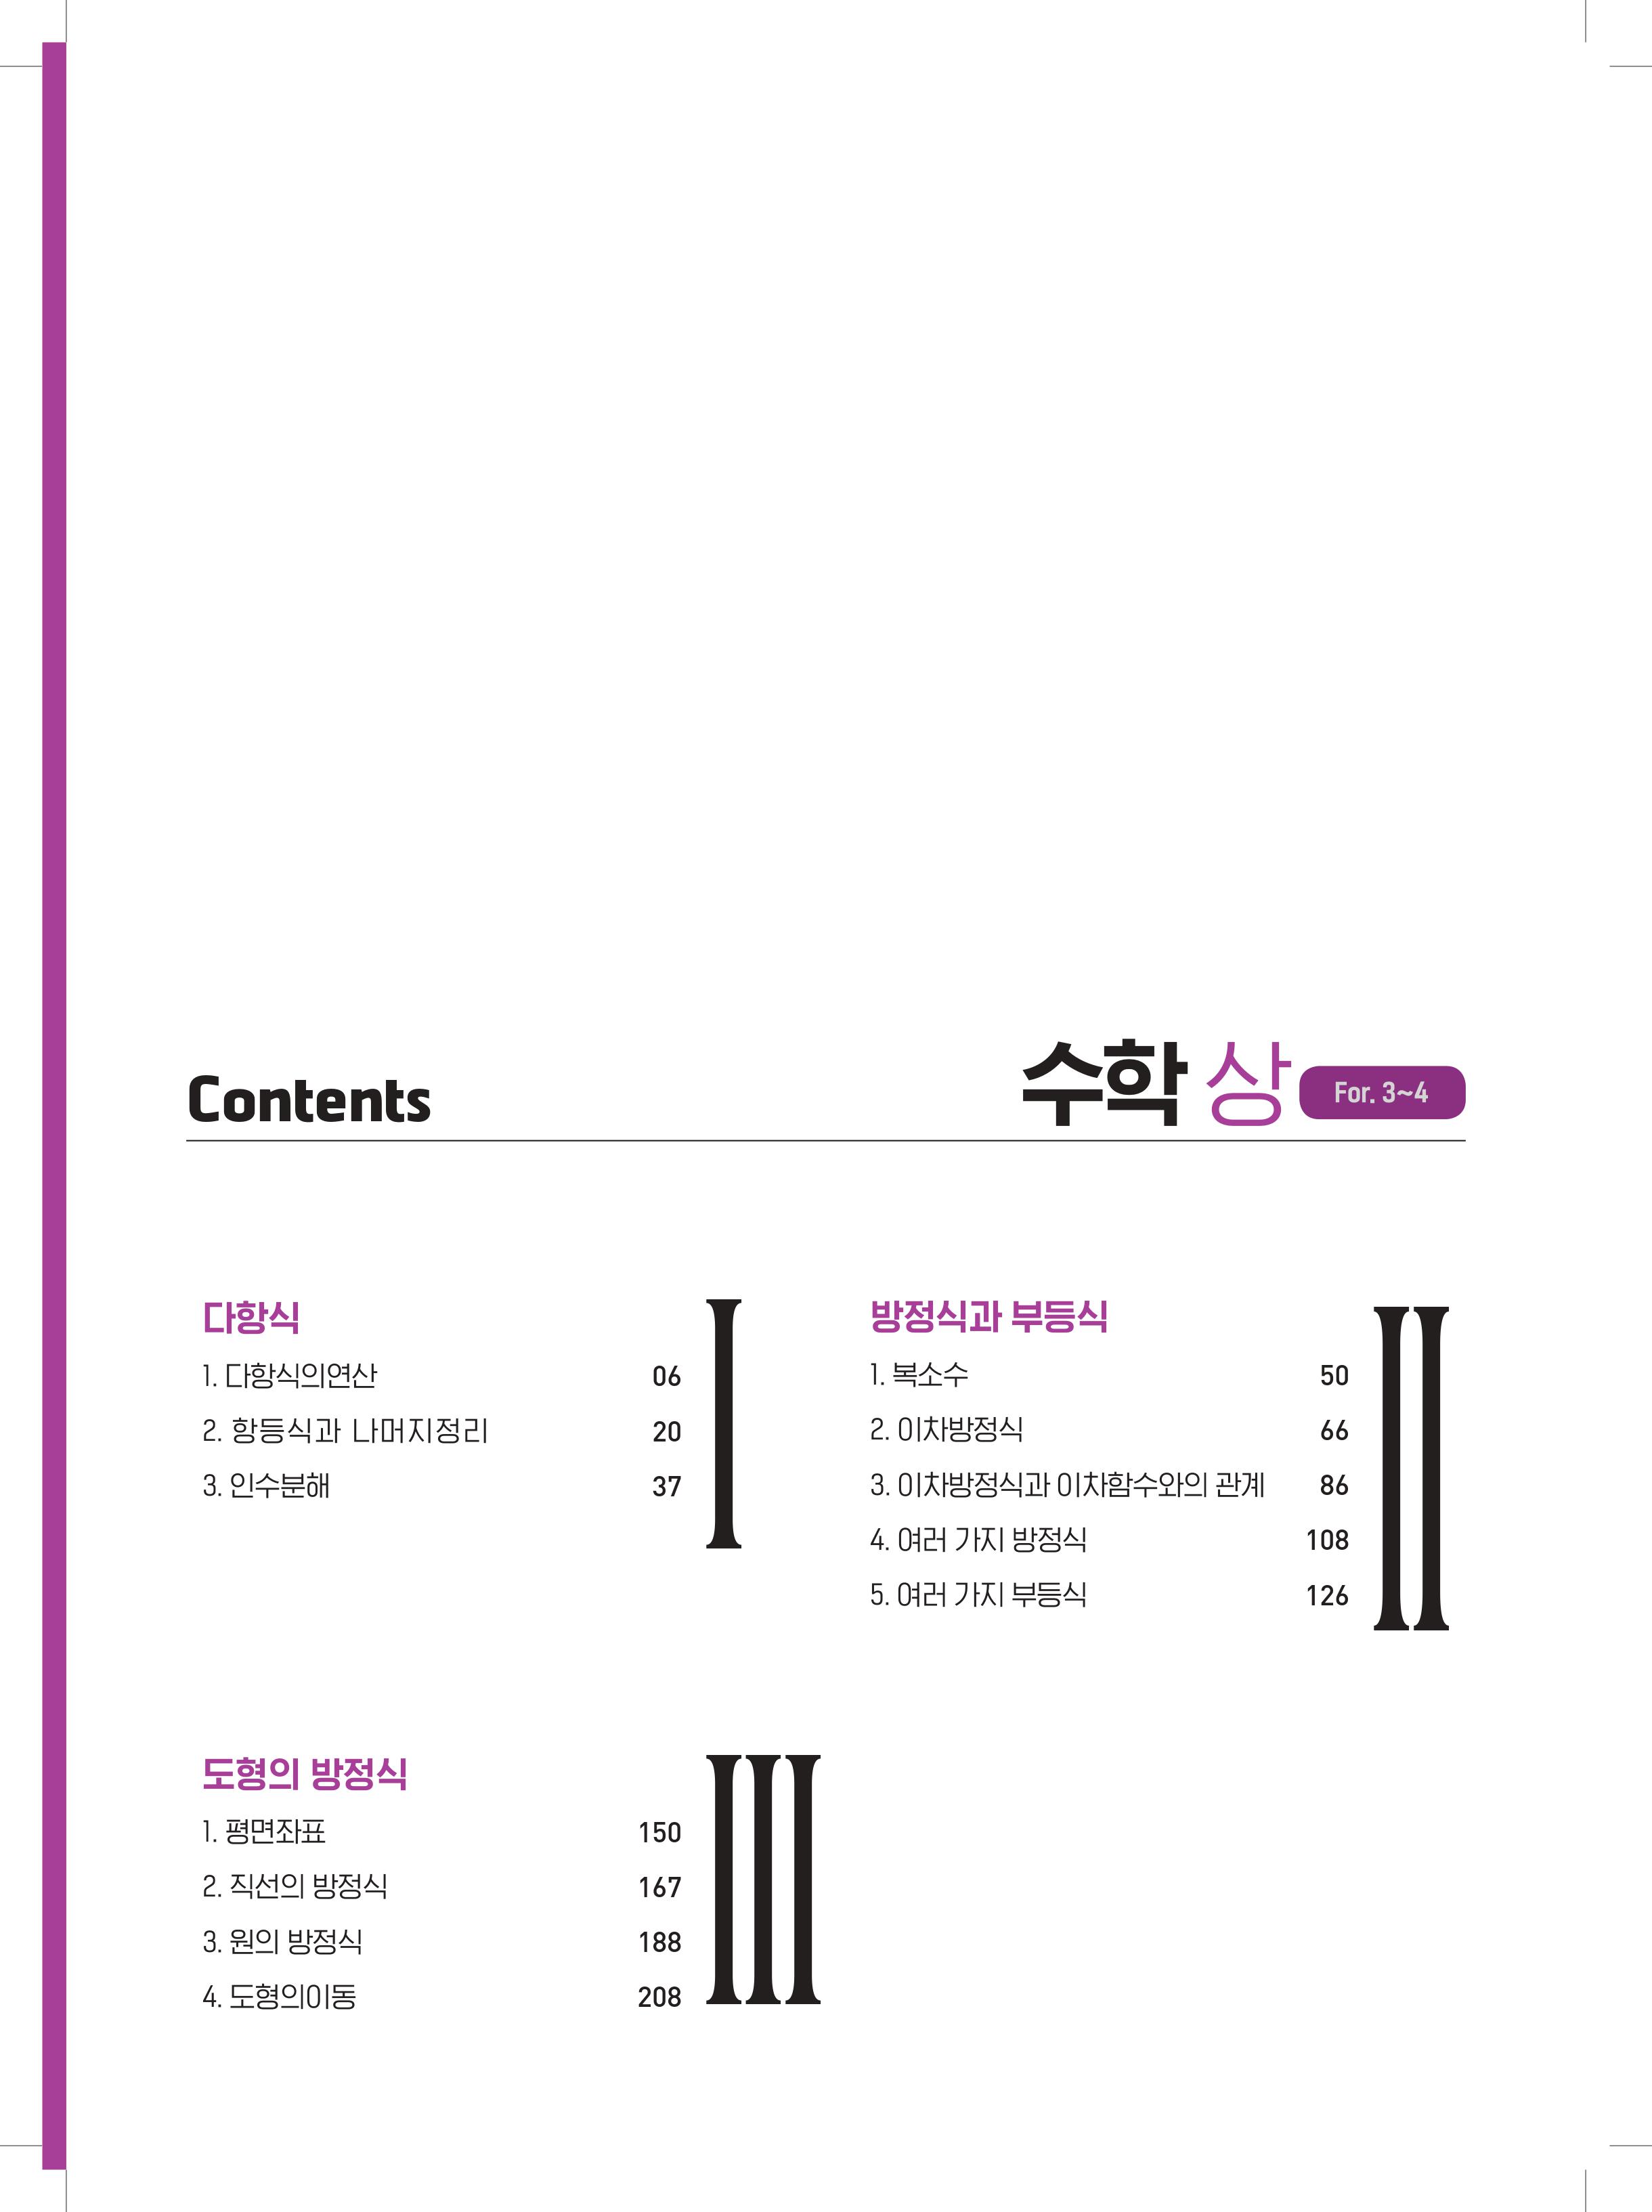 Contents
수학 상 For. 3~4
다항식 I
1. 다항식의연산 06
2. 항등식과 나머지정리 20
3. 인수분해 37
방정식과 부등식 II
1. 복소수 50
2. 이차방정식 66
3. 이차방정식과 이차함수와의 관계 86
4. 여러 가지 방정식 108
5. 여러 가지 부등식 126
도형의 방정식 III
1. 평면좌표 150
2. 직선의 방정식 167
3. 원의 방정식 188
4. 도형의이동 208